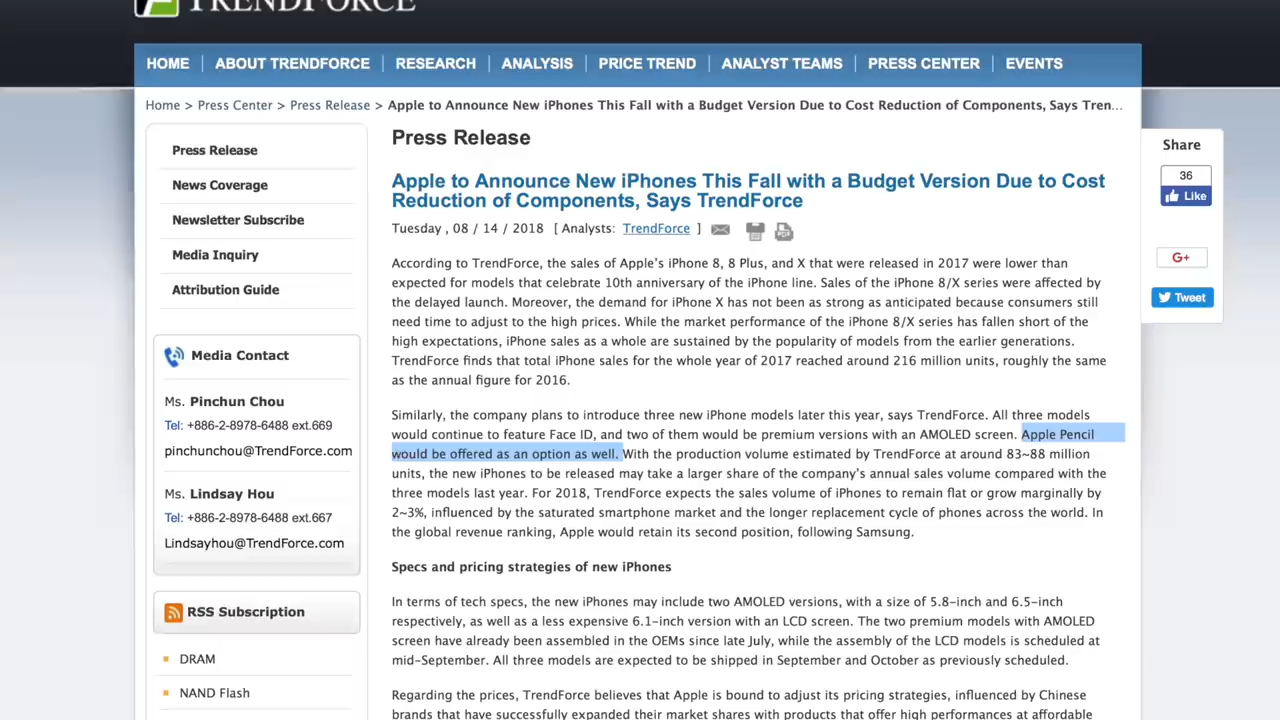 TRENDFORCE
HOME
ABOUT TRENDFORCE
RESEARCH
ANALYSIS
PRICE TREND
ANALYST TEAMS
PRESS CENTER
EVENTS
Home > Press Center > Press Release > Apple to Announce New iPhones This Fall with a Budget Version Due to Cost Reduction of Components, Says Tren...
Press Release
News Coverage
Newsletter Subscribe
Media Inquiry
Attribution Guide
Media Contact
Ms. Pinchun Chou
Tel: +886-2-8978-6488 ext.669
pinchunchou@TrendForce.com
Ms. Lindsay Hou
Tel: +886-2-8978-6488 ext.667
Lindsayhou@TrendForce.com
RSS Subscription
DRAM
NAND Flash
Press Release
Apple to Announce New iPhones This Fall with a Budget Version Due to Cost
Reduction of Components, Says TrendForce
Tuesday , 08 / 14 / 2018 [ Analysts: TrendForce ]
According to TrendForce, the sales of Apple's iPhone 8, 8 Plus, and X that were released in 2017 were lower than
expected for models that celebrate 10th anniversary of the iPhone line. Sales of the iPhone 8/X series were affected by
the delayed launch. Moreover, the demand for iPhone X has not been as strong as anticipated because consumers still
need time to adjust to the high prices. While the market performance of the iPhone 8/X series has fallen short of the
high expectations, iPhone sales as a whole are sustained by the popularity of models from the earlier generations.
TrendForce finds that total iPhone sales for the whole year of 2017 reached around 216 million units, roughly the same
as the annual figure for 2016.
Similarly, the company plans to introduce three new iPhone models later this year, says TrendForce. All three models
would continue to feature Face ID, and two of them would be premium versions with an AMOLED screen. Apple Pencil
would be offered as an option as well. With the production volume estimated by TrendForce at around 83~88 million
units, the new iPhones to be released may take a larger share of the company's annual sales volume compared with the
three models last year. For 2018, TrendForce expects the sales volume of iPhones to remain flat or grow marginally by
2~3%, influenced by the saturated smartphone market and the longer replacement cycle of phones across the world. In
the global revenue ranking, Apple would retain its second position, following Samsung.
Specs and pricing strategies of new iPhones
In terms of tech specs, the new iPhones may include two AMOLED versions, with a size of 5.8-inch and 6.5-inch
respectively, as well as a less expensive 6.1-inch version with an LCD screen. The two premium models with AMOLED
screen have already been assembled in the OEMs since late July, while the assembly of the LCD models is scheduled at
mid-September. All three models are expected to be shipped in September and October as previously scheduled.
Regarding the prices, TrendForce believes that Apple is bound to adjust its pricing strategies, influenced by Chinese
brands that have successfully expanded their market shares with products that offer high performances at affordable
Share
36
Like
G+
Tweet